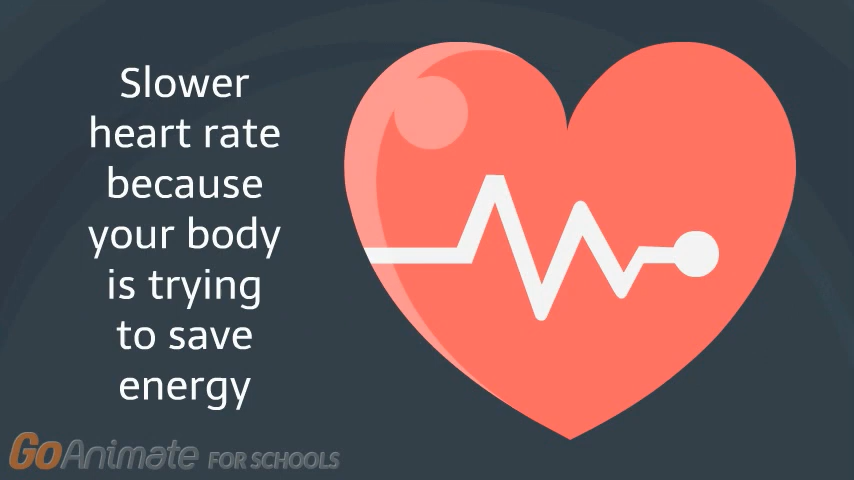 Slower
heart rate
because
your body
is trying
to save
energy
GoAnimate FOR SCHOOLS